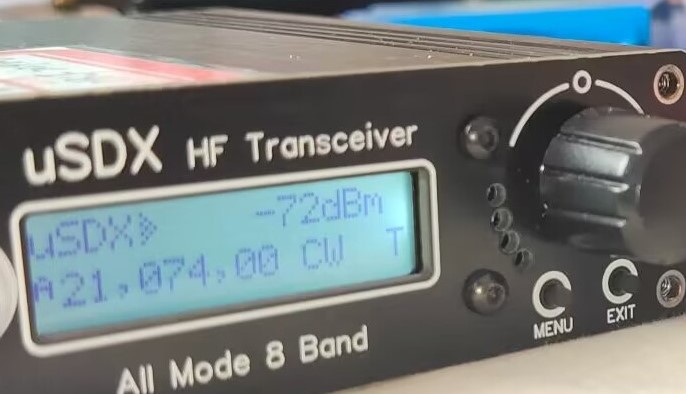 uSDX HF Transceiver
uSDX -72dBm
A21,074,00 CW T
All Mode 8 Band
MENU
EXIT